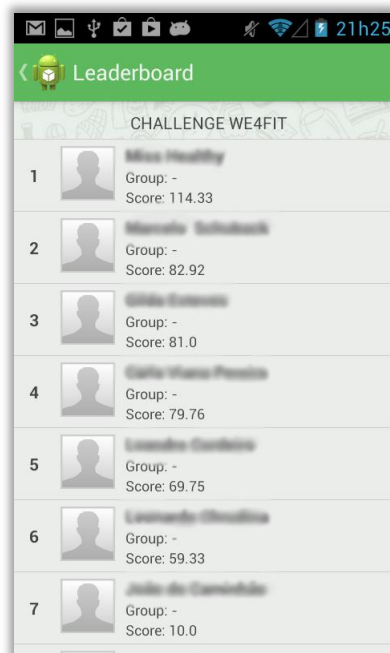 21h25
Leaderboard
CHALLENGE WE4FIT
1
Group: -
Score: 114.33
2
Group: -
Score: 82.92
3
Group: -
Score: 81.0
4
Group: -
Score: 79.76
5
Group: -
Score: 69.75
6
Group: -
Score: 59.33
7
Group: -
Score: 10.0